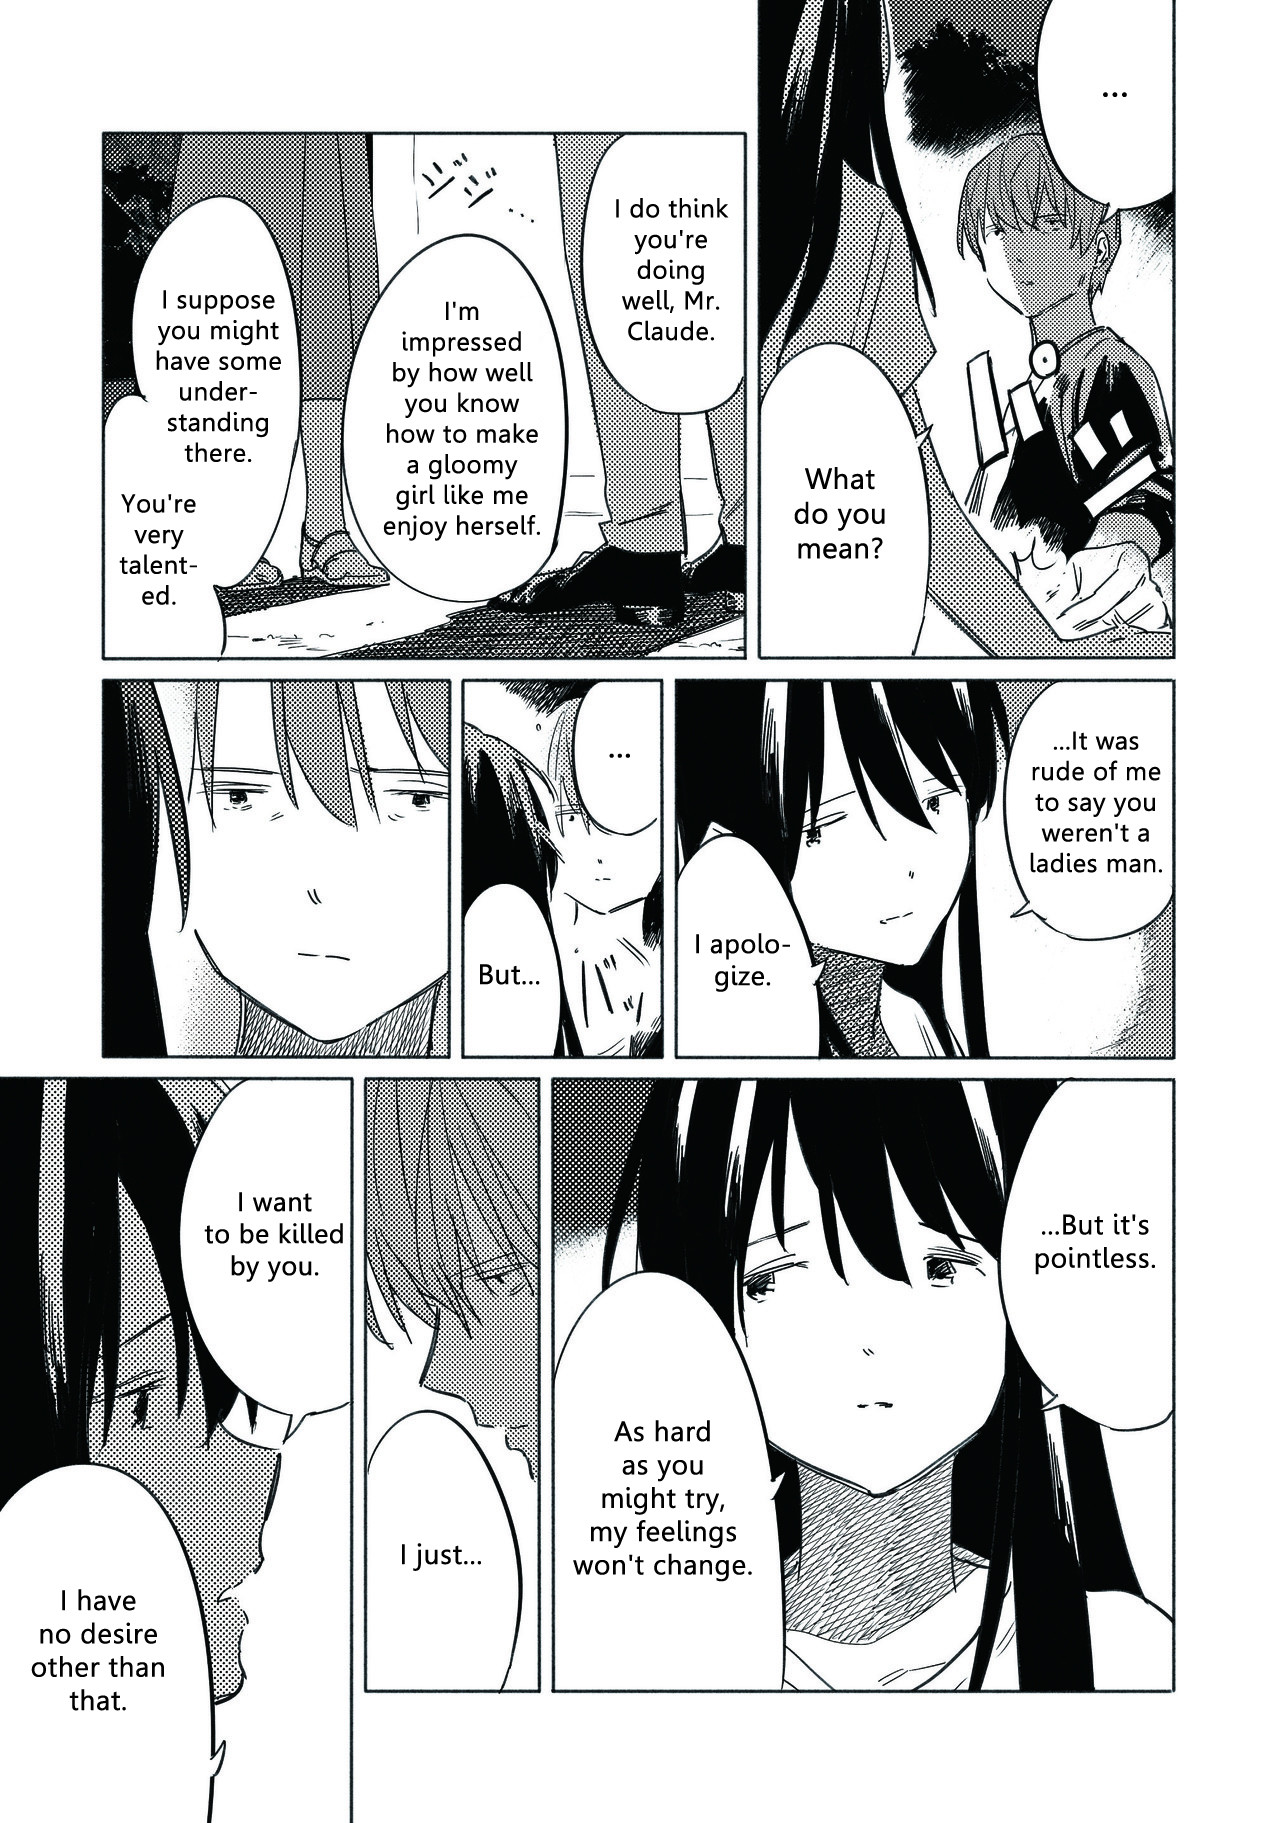 ...
What
do you
mean?
I do think
you're
doing
well, Mr.
Claude.
ジジ…
I'm
impressed
by how well
you know
how to make
a gloomy
girl like me
enjoy herself.
I suppose
you might
have some
under-
standing
there.
You're
very
talent-
ed.
...It was
rude of me
to say you
weren't a
ladies man.
I apolo-
gize.
...
But...
...But it's
pointless.
As hard
as you
might try,
my feelings
won't change.
I just...
I want
to be killed
by you.
I have
no desire
other than
that.